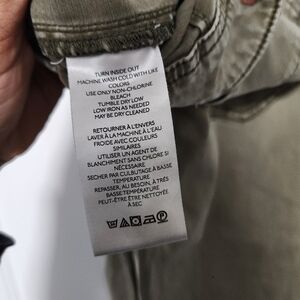 TURN INSIDE OUT
MACHINE WASH COLD WITH LIKE
COLORS
USE ONLY NON-CHLORINE
BLEACH
TUMBLE DRY LOW
LOW IRON AS NEEDED
MAY BE DRY CLEANED
RETOURNER À L'ENVERS
LAVER À LA MACHINE À L'EAU
FROIDE AVEC COULEURS
SIMILAIRES
UTILISER UN AGENT DE
BLANCHIMENT SANS CHLORE SI
NÉCESSAIRE
SECHER PAR CULBUTAGE À BASSE
TEMPÉRATURE
REPASSER, AU BESOIN, À TRÈS
BASSE TEMPÉRATURE
PEUT-ÊTRE ÊTRE NETTOYÉE
À SEC